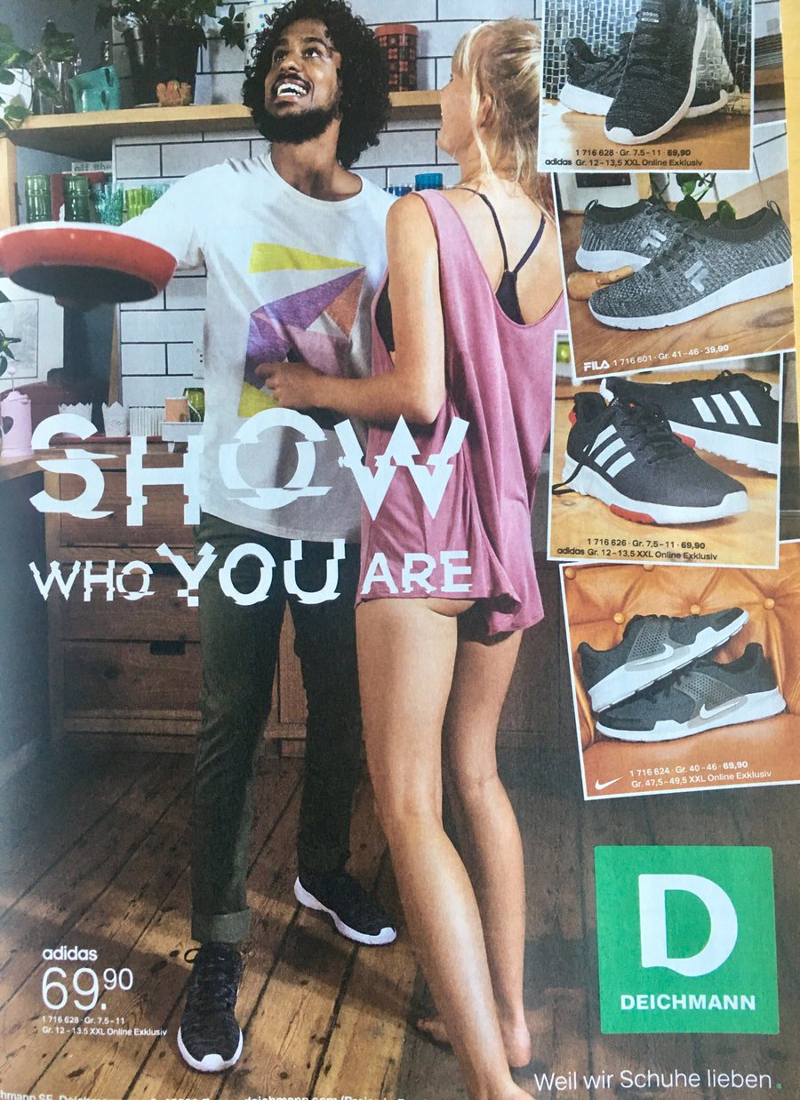 off the
1 716 628 · Gr. 7.5 - 11 · 69,90
adidas Gr. 12 - 13,5 XXL Online Exklusiv
FILA 1 716 601 · Gr. 41 - 46 · 39,90
1 716 626 · Gr. 7,5 - 11 · 69,90
adidas Gr. 12 - 13,5 XXL Online Exklusiv
1 716 624 · Gr. 40 - 46 · 69,90
Gr. 47,5 - 49,5 XXL Online Exklusiv
SHOW
WHO YOU ARE
adidas
69.90
1 716 628 · Gr. 7.5 - 11
Gr. 12 - 13.5 XXL Online Exklusiv
D
DEICHMANN
Weil wir Schuhe lieben.